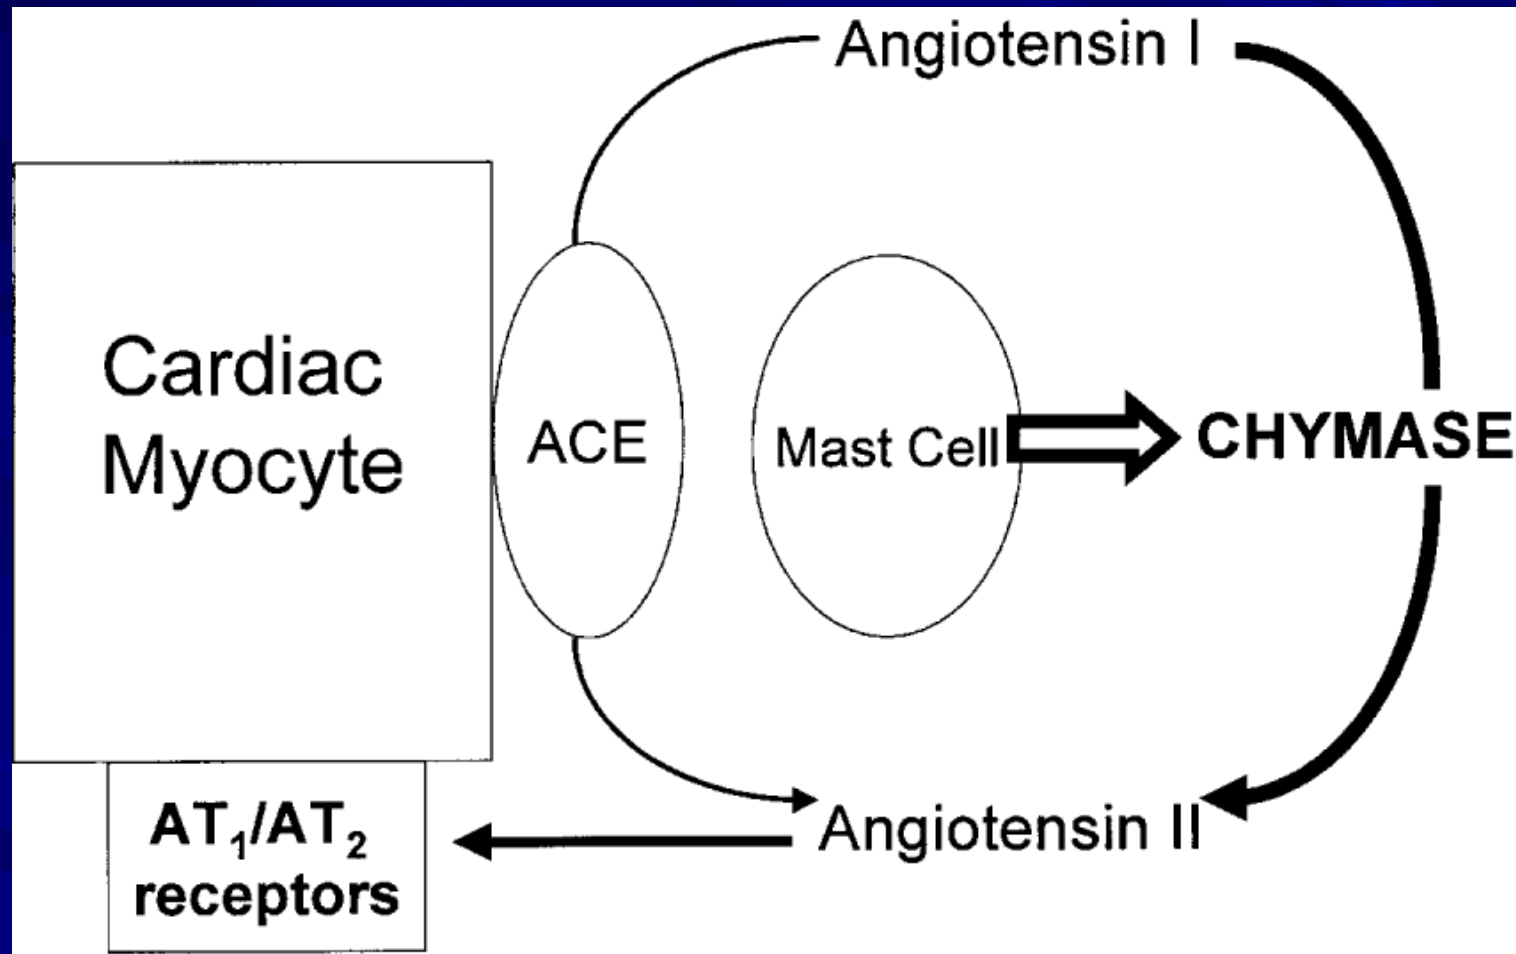 Angiotensin I
Cardiac
Myocyte
ACE
Mast Cell
CHYMASE
Angiotensin II
AT₁/AT₂
receptors